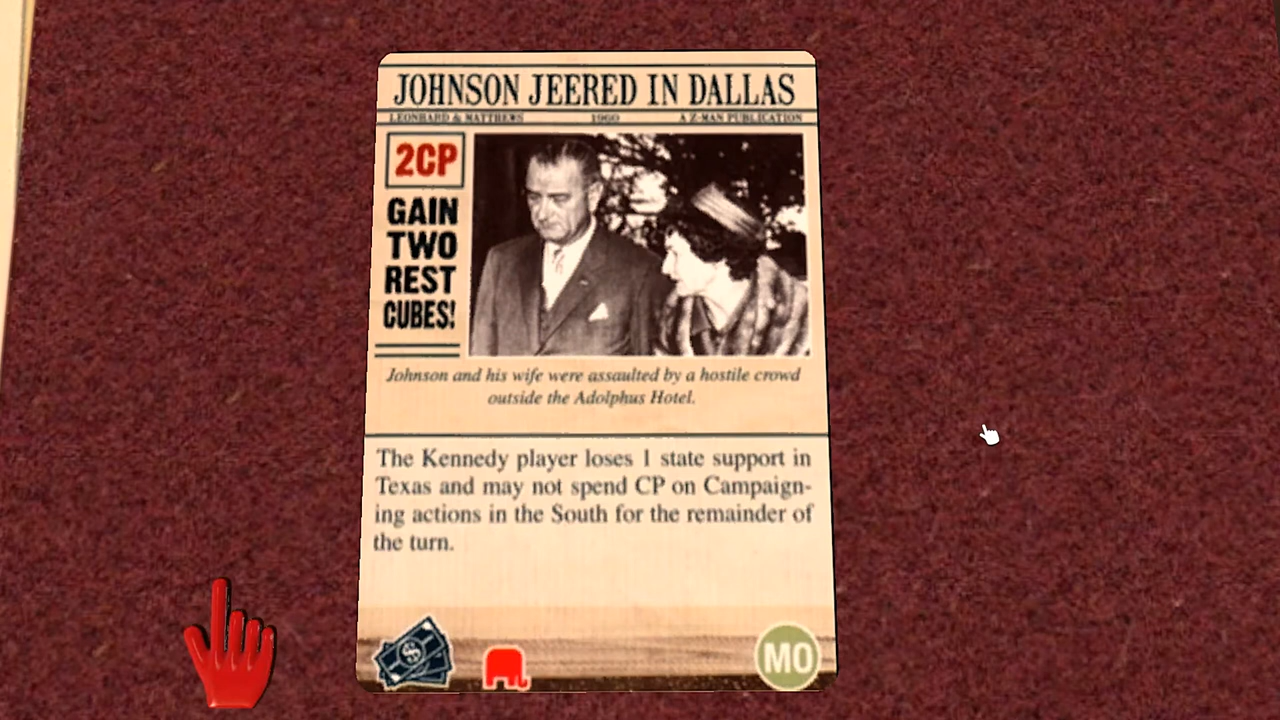 JOHNSON JEERED IN DALLAS
LEONHARD & MATTHEWS 1960 A Z-MAN PUBLICATION
2CP
GAIN
TWO
REST
CUBES!
Johnson and his wife were assaulted by a hostile crowd
outside the Adolphus Hotel.
The Kennedy player loses 1 state support in
Texas and may not spend CP on Campaign-
ing actions in the South for the remainder of
the turn.
$
MO